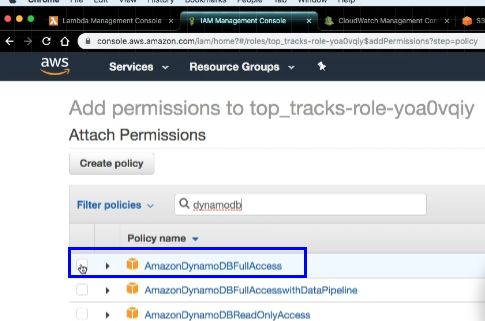 Chrome File Edit View History Bookmarks People Tab Window Help
Lambda Management Console IAM Management Console CloudWatch Management Con S3
console.aws.amazon.com/iam/home?#/roles/top_tracks-role-yoa0vqiy$addPermissions?step=policy
aws Services Resource Groups
Add permissions to top_tracks-role-yoa0vqiy
Attach Permissions
Create policy
Filter policies dynamodb
Policy name
AmazonDynamoDBFullAccess
AmazonDynamoDBFullAccesswithDataPipeline
AmazonDynamoDBReadOnlyAccess